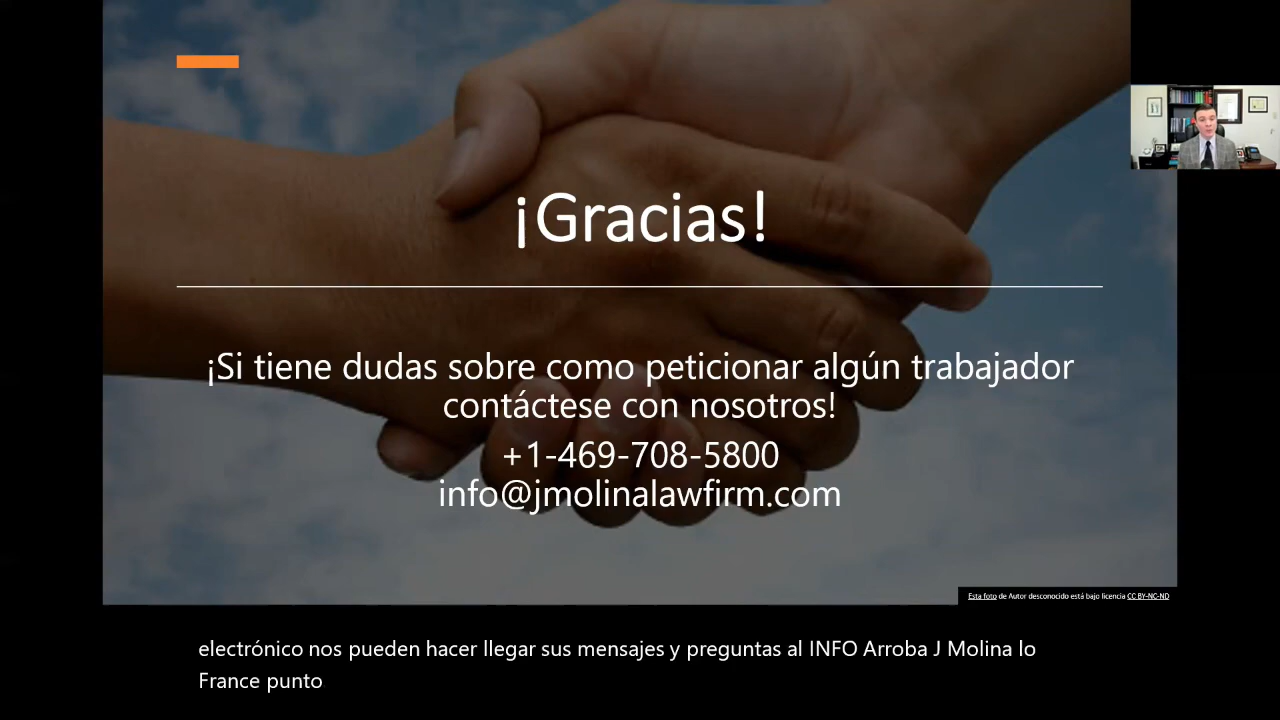 ¡Gracias!
¡Si tiene dudas sobre como peticionar algún trabajador
contáctese con nosotros!
+1-469-708-5800
info@jmolinalawfirm.com
Esta foto de Autor desconocido está bajo licencia CC BY-NC-ND
electrónico nos pueden hacer llegar sus mensajes y preguntas al INFO Arroba J Molina lo
France punto